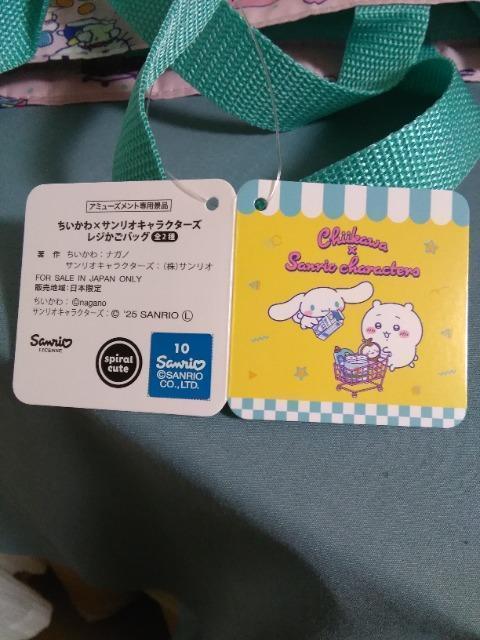 アミューズメント専用景品
ちいかわ×サンリオキャラクターズ
レジかごバッグ 全2種
著 作 ちいかわ:ナガノ
サンリオキャラクターズ:(株)サンリオ
FOR SALE IN JAPAN ONLY
販売地域:日本限定
ちいかわ:©nagano
サンリオキャラクターズ:© '25 SANRIO Ⓛ
Sanrio
LICENSE
spiral
cute
10
Sanrio
©SANRIO
CO., LTD.
Chiikawa
×
Sanrio characters